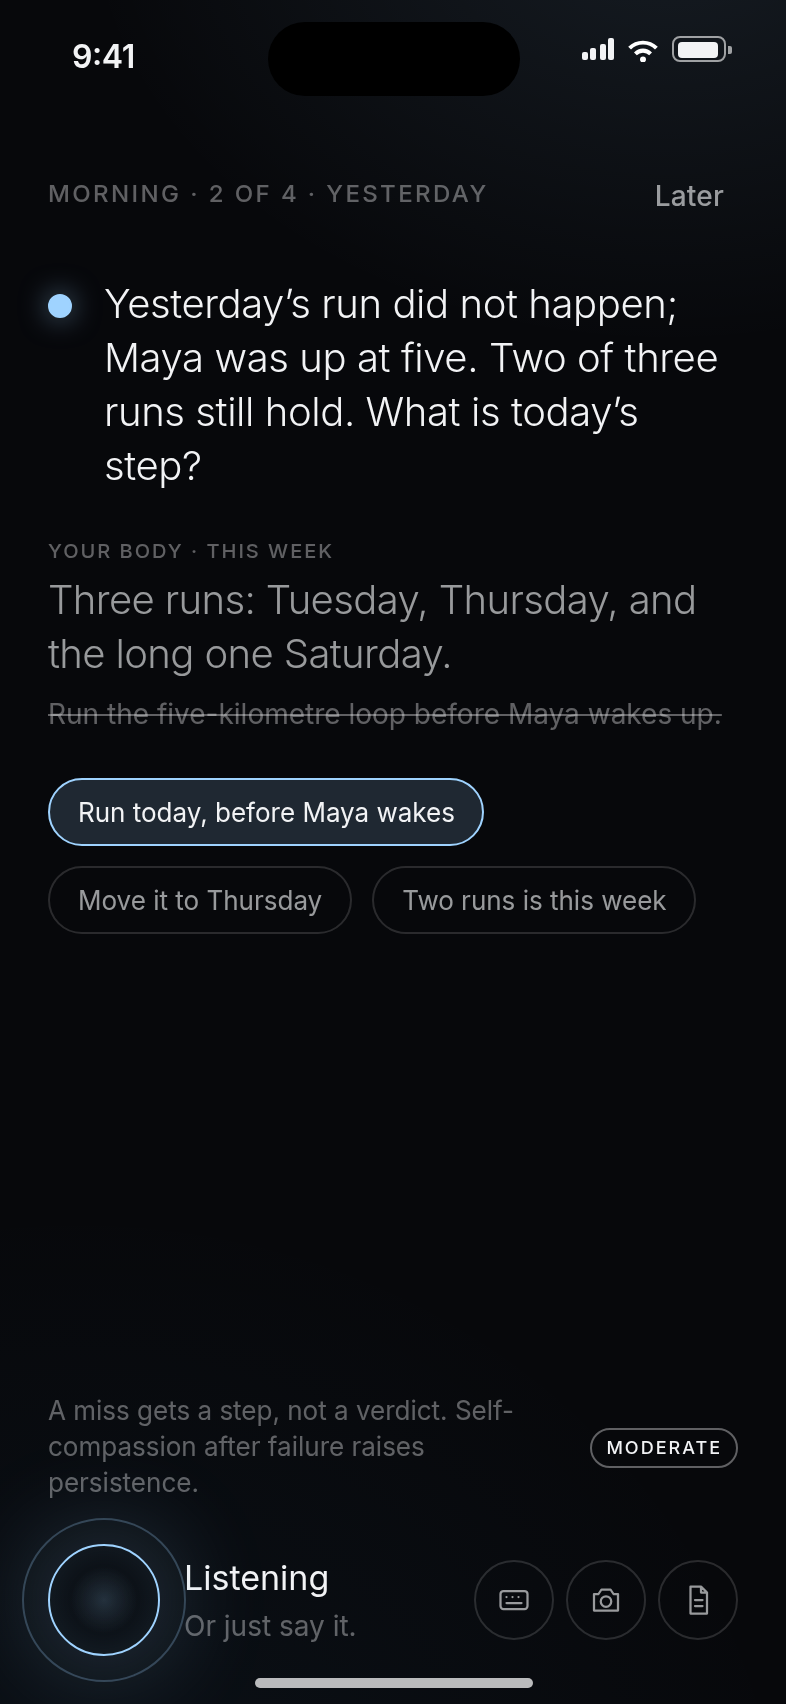 9:41
MORNING · 2 OF 4 · YESTERDAY
Later
Yesterday’s run did not happen;
Maya was up at five. Two of three
runs still hold. What is today’s
step?
YOUR BODY · THIS WEEK
Three runs: Tuesday, Thursday, and
the long one Saturday.
Run the five-kilometre loop before Maya wakes up.
Run today, before Maya wakes
Move it to Thursday
Two runs is this week
A miss gets a step, not a verdict. Self-
compassion after failure raises
persistence.
MODERATE
Listening
Or just say it.